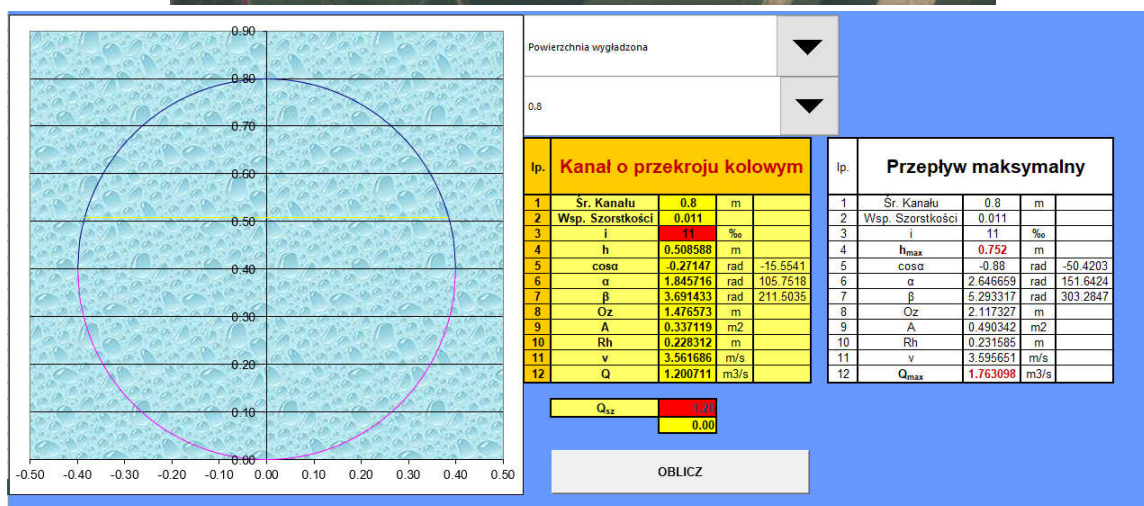 0.90
0.80
0.70
0.60
0.50
0.40
0.30
0.20
0.10
0.00
-0.50 -0.40 -0.30 -0.20 -0.10 0.00 0.10 0.20 0.30 0.40 0.50
Powierzchnia wygładzona
0.8
lp. Kanał o przekroju kolowym
1 Śr. Kanału 0.8 m
2 Wsp. Szorstkości 0.011
3 i 11 ‰
4 h 0.508588 m
5 cosα -0.27147 rad -15.5541
6 α 1.845716 rad 105.7518
7 β 3.691433 rad 211.5035
8 Oz 1.476573 m
9 A 0.337119 m2
10 Rh 0.228312 m
11 v 3.561686 m/s
12 Q 1.200711 m3/s
Qsz 1.20
0.00
OBLICZ
lp. Przepływ maksymalny
1 Śr. Kanału 0.8 m
2 Wsp. Szorstkości 0.011
3 i 11 ‰
4 hmax 0.752 m
5 cosα -0.88 rad -50.4203
6 α 2.646659 rad 151.6424
7 β 5.293317 rad 303.2847
8 Oz 2.117327 m
9 A 0.490342 m2
10 Rh 0.231585 m
11 v 3.595651 m/s
12 Qmax 1.763098 m3/s